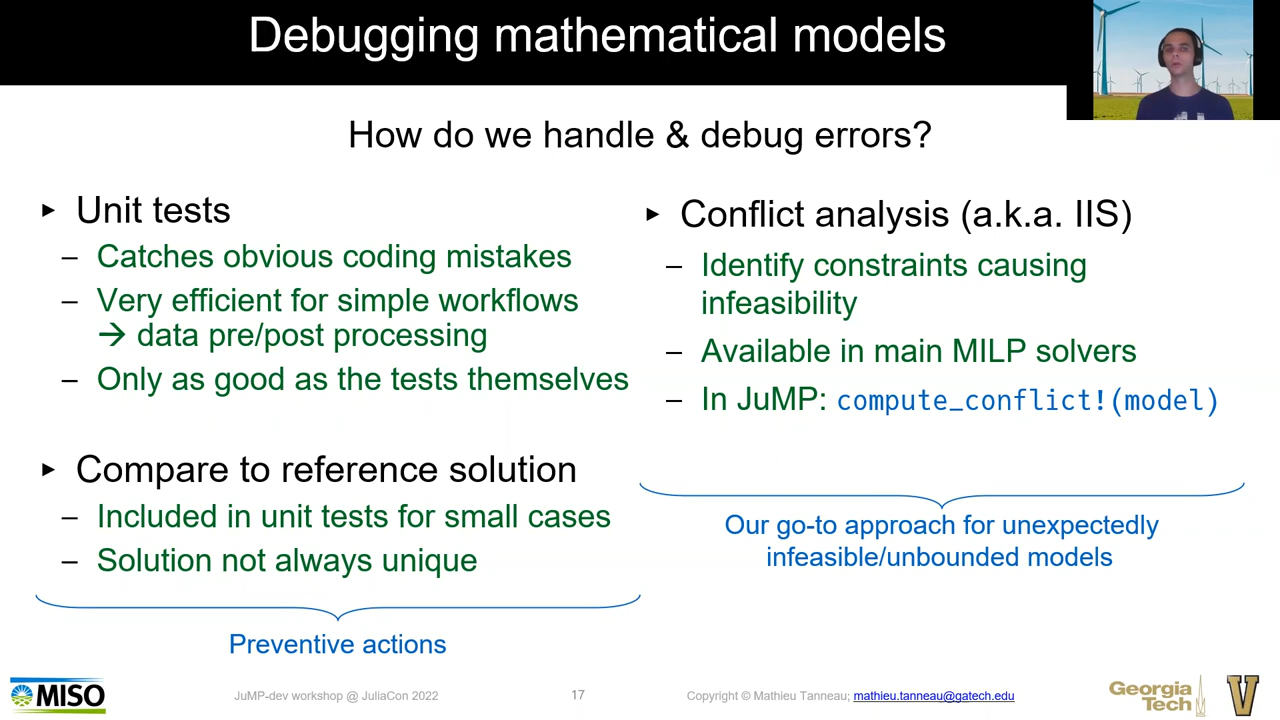 Debugging mathematical models
How do we handle & debug errors?
▸ Unit tests
– Catches obvious coding mistakes
– Very efficient for simple workflows
→ data pre/post processing
– Only as good as the tests themselves
▸ Compare to reference solution
– Included in unit tests for small cases
– Solution not always unique
Preventive actions
▸ Conflict analysis (a.k.a. IIS)
– Identify constraints causing
infeasibility
– Available in main MILP solvers
– In JuMP: compute_conflict!(model)
Our go-to approach for unexpectedly
infeasible/unbounded models
MISO
JuMP-dev workshop @ JuliaCon 2022
17
Copyright © Mathieu Tanneau; mathieu.tanneau@gatech.edu
Georgia
Tech
V